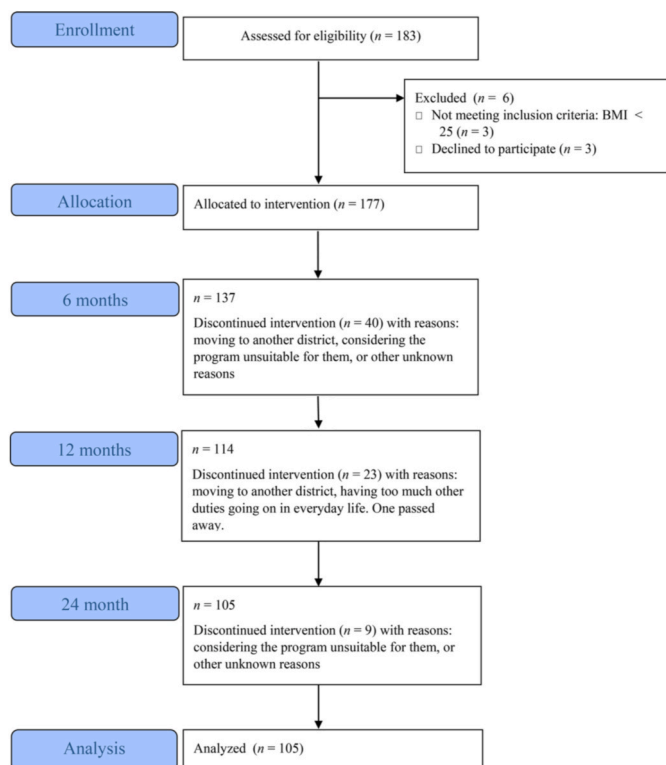 Enrollment
Assessed for eligibility (n = 183)
Excluded (n = 6)
□ Not meeting inclusion criteria: BMI <
25 (n = 3)
□ Declined to participate (n = 3)
Allocation
Allocated to intervention (n = 177)
6 months
n = 137
Discontinued intervention (n = 40) with reasons:
moving to another district, considering the
program unsuitable for them, or other unknown
reasons
12 months
n = 114
Discontinued intervention (n = 23) with reasons:
moving to another district, having too much other
duties going on in everyday life. One passed
away.
24 month
n = 105
Discontinued intervention (n = 9) with reasons:
considering the program unsuitable for them, or
other unknown reasons
Analysis
Analyzed (n = 105)